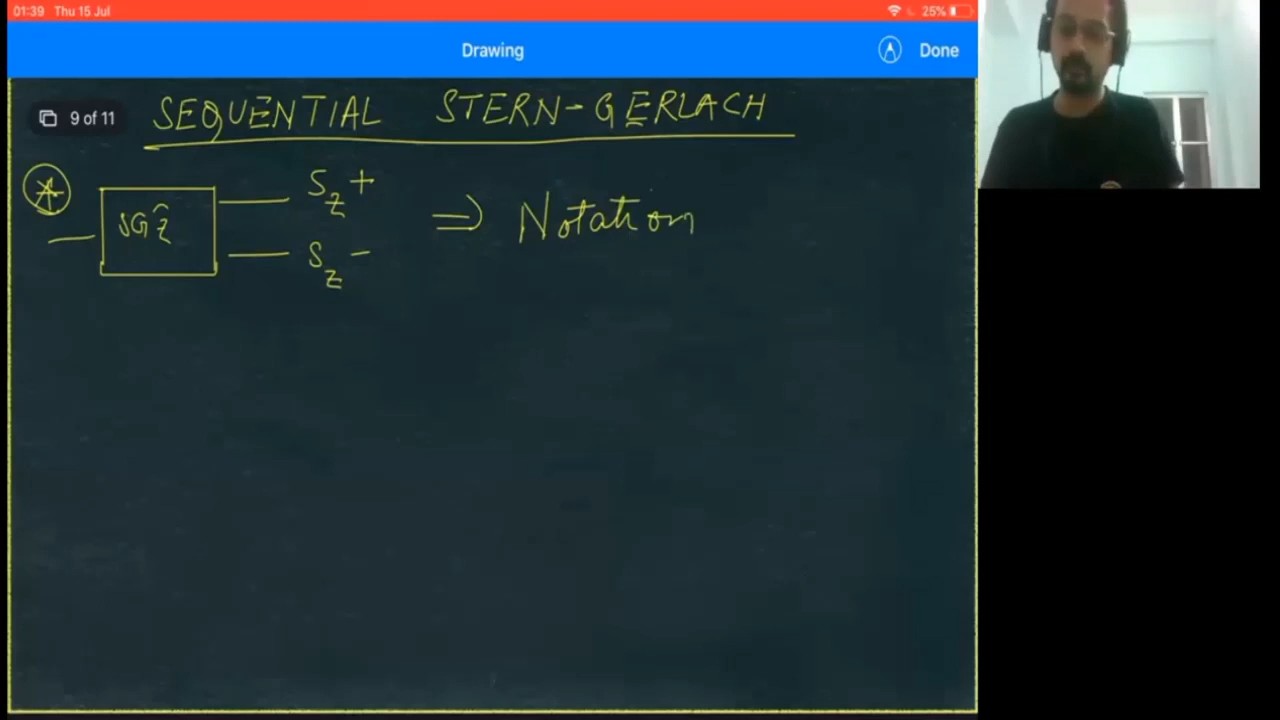 01:39 Thu 15 Jul 25%
Drawing Done
9 of 11 SEQUENTIAL STERN-GERLACH
SGẑ Sz+ ⇒ Notation
Sz−